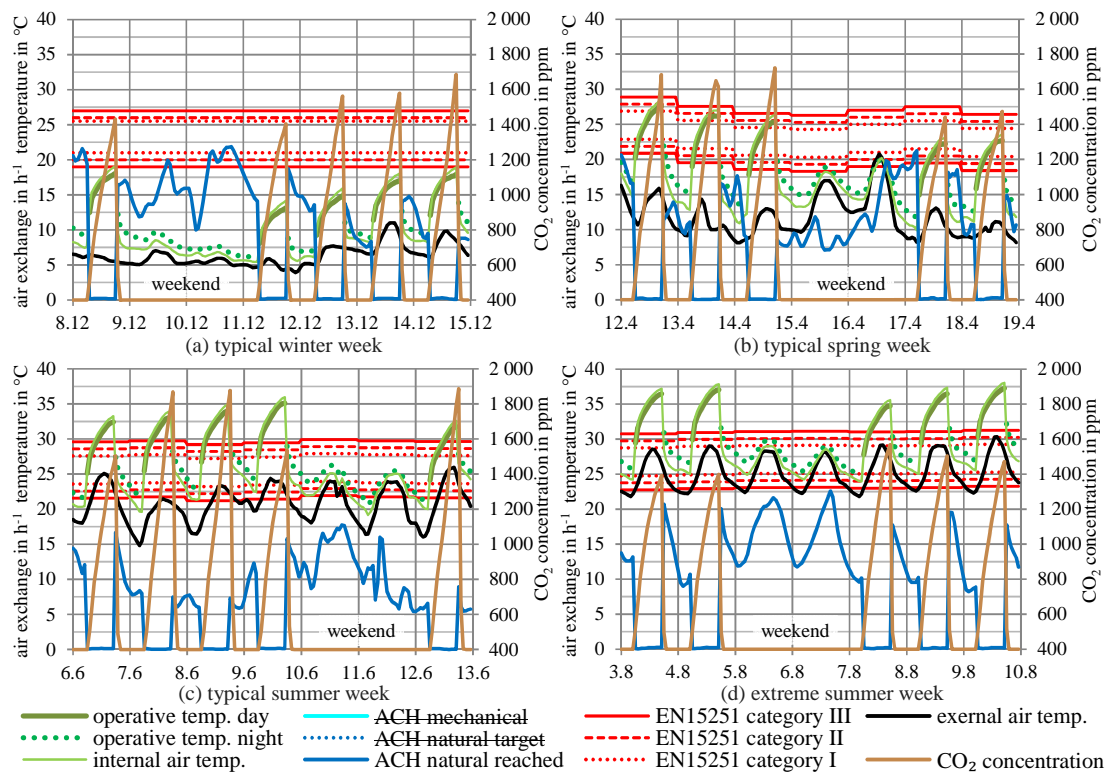 air exchange in h⁻¹ temperature in °C
40
35
30
25
20
15
10
5
0
weekend
2 000
1 800
1 600
1 400
1 200
1 000
800
600
400
CO₂ concentration in ppm
8.12 9.12 10.12 11.12 12.12 13.12 14.12 15.12
(a) typical winter week
air exchange in h⁻¹ temperature in °C
40
35
30
25
20
15
10
5
0
weekend
2 000
1 800
1 600
1 400
1 200
1 000
800
600
400
CO₂ concentration in ppm
12.4 13.4 14.4 15.4 16.4 17.4 18.4 19.4
(b) typical spring week
air exchange in h⁻¹ temperature in °C
40
35
30
25
20
15
10
5
0
weekend
2 000
1 800
1 600
1 400
1 200
1 000
800
600
400
CO₂ concentration in ppm
6.6 7.6 8.6 9.6 10.6 11.6 12.6 13.6
(c) typical summer week
air exchange in h⁻¹ temperature in °C
40
35
30
25
20
15
10
5
0
weekend
2 000
1 800
1 600
1 400
1 200
1 000
800
600
400
CO₂ concentration in ppm
3.8 4.8 5.8 6.8 7.8 8.8 9.8 10.8
(d) extreme summer week
operative temp. day
operative temp. night
internal air temp.
ACH mechanical
ACH natural target
ACH natural reached
EN15251 category III
EN15251 category II
EN15251 category I
exernal air temp.
CO₂ concentration